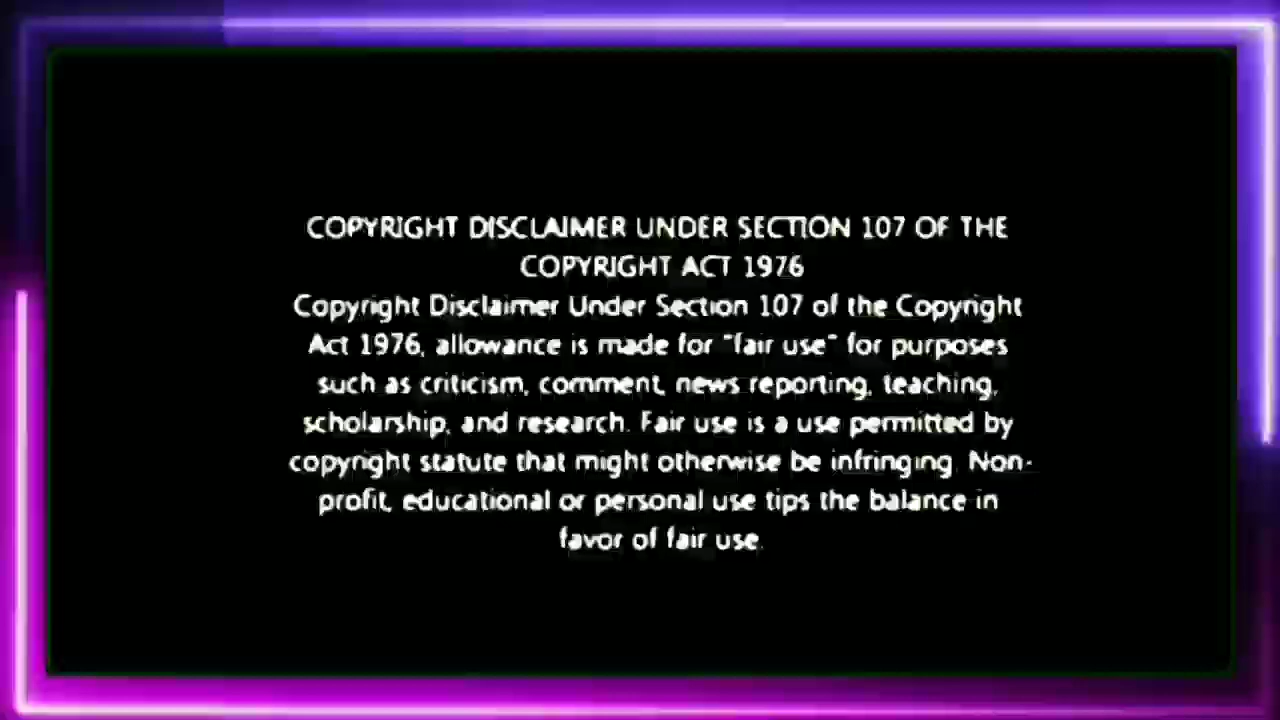 COPYRIGHT DISCLAIMER UNDER SECTION 107 OF THE
COPYRIGHT ACT 1976
Copyright Disclaimer Under Section 107 of the Copyright
Act 1976, allowance is made for "fair use" for purposes
such as criticism, comment, news reporting, teaching,
scholarship, and research. Fair use is a use permitted by
copyright statute that might otherwise be infringing. Non-
profit, educational or personal use tips the balance in
favor of fair use.